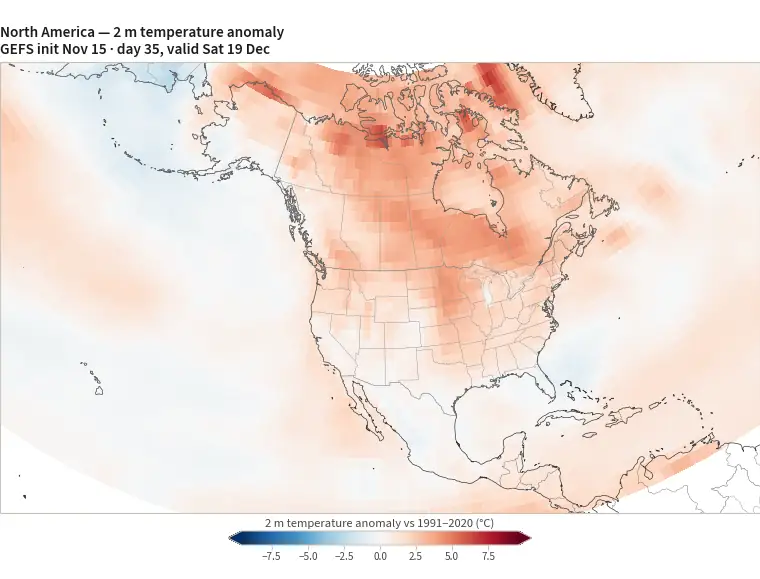 North America — 2 m temperature anomaly
GEFS init Nov 15 · day 35, valid Sat 19 Dec
2 m temperature anomaly vs 1991–2020 (°C)
−7.5 −5.0 −2.5 0.0 2.5 5.0 7.5